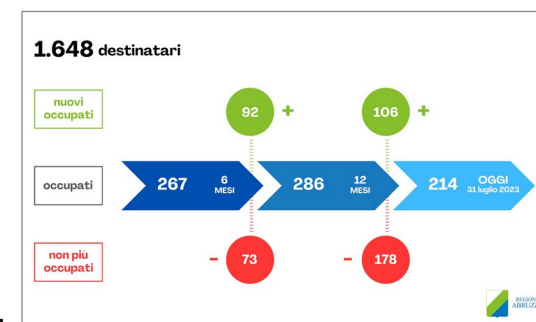 1.648 destinatari
nuovi
occupati
92 +
106 +
occupati
267
6
MESI
286
12
MESI
214
OGGI
31 luglio 2023
non più
occupati
- 73
- 178